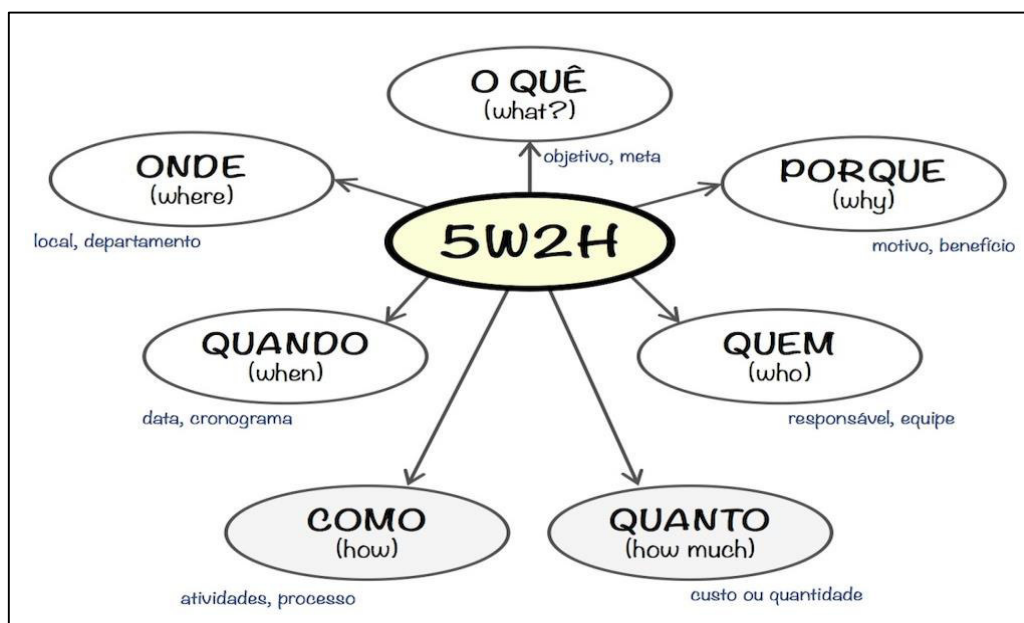 O QUÊ
(what?)
objetivo, meta
ONDE
(where)
local, departamento
PORQUE
(why)
motivo, benefício
5W2H
QUANDO
(when)
data, cronograma
QUEM
(who)
responsável, equipe
COMO
(how)
atividades, processo
QUANTO
(how much)
custo ou quantidade